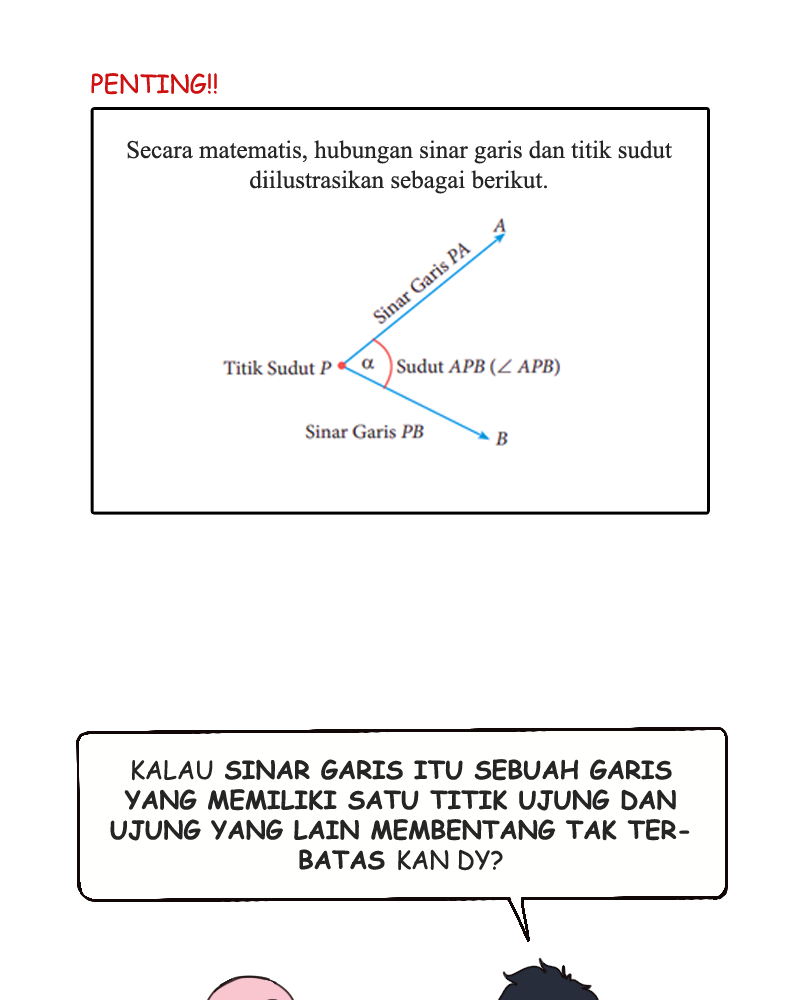 PENTING!!
Secara matematis, hubungan sinar garis dan titik sudut
diilustrasikan sebagai berikut.
A
Sinar Garis PA
Titik Sudut P
α
Sudut APB (∠ APB)
Sinar Garis PB
B
KALAU SINAR GARIS ITU SEBUAH GARIS
YANG MEMILIKI SATU TITIK UJUNG DAN
UJUNG YANG LAIN MEMBENTANG TAK TER-
BATAS KAN DY?